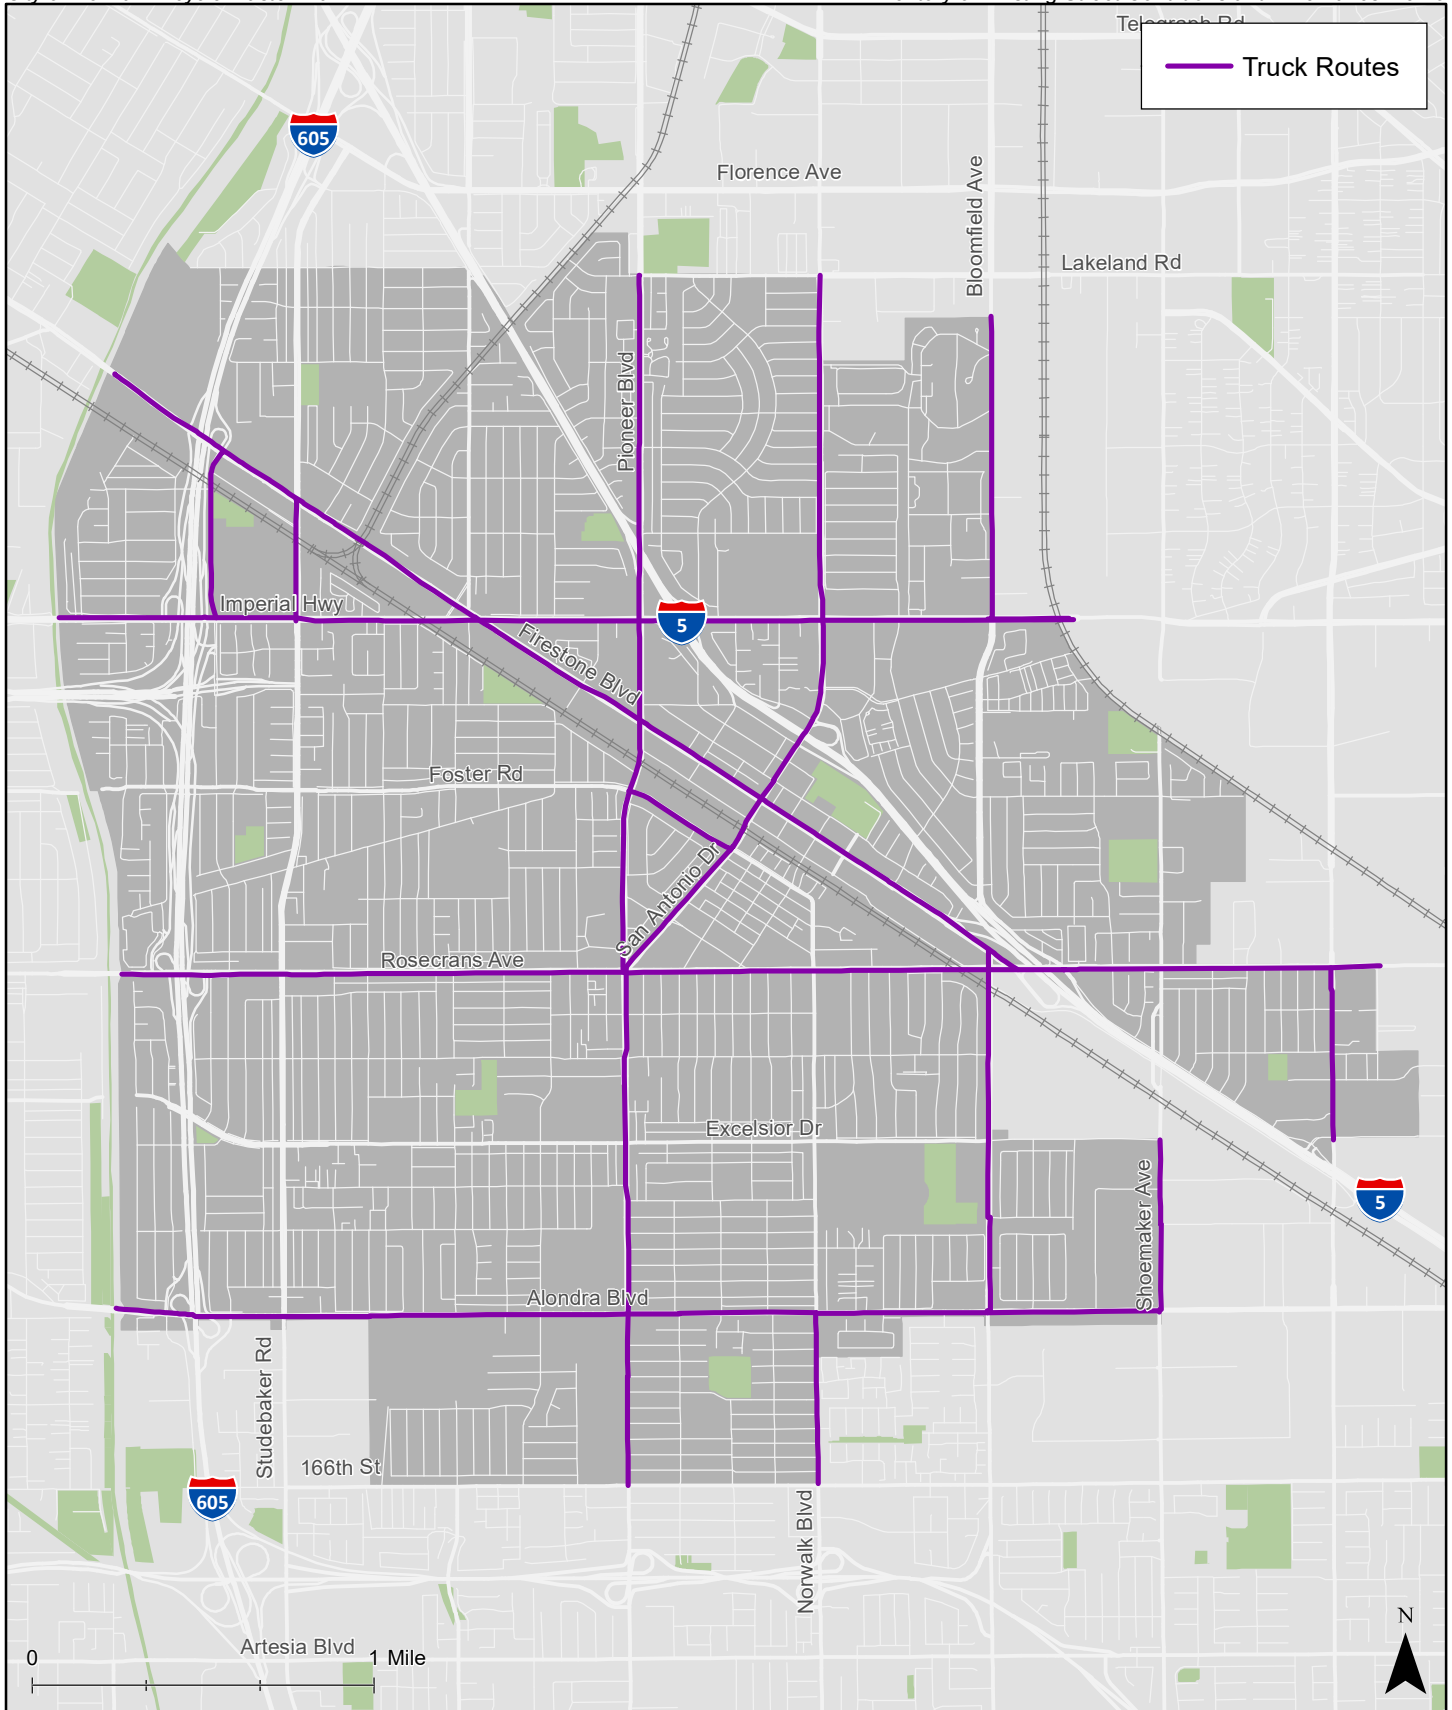 Telegraph Rd
Truck Routes
605
Florence Ave
Bloomfield Ave
Lakeland Rd
Pioneer Blvd
Imperial Hwy
5
Firestone Blvd
Foster Rd
San Antonio Dr
Rosecrans Ave
Excelsior Dr
Shoemaker Ave
5
Alondra Blvd
Studebaker Rd
166th St
605
Norwalk Blvd
N
Artesia Blvd
0 1 Mile